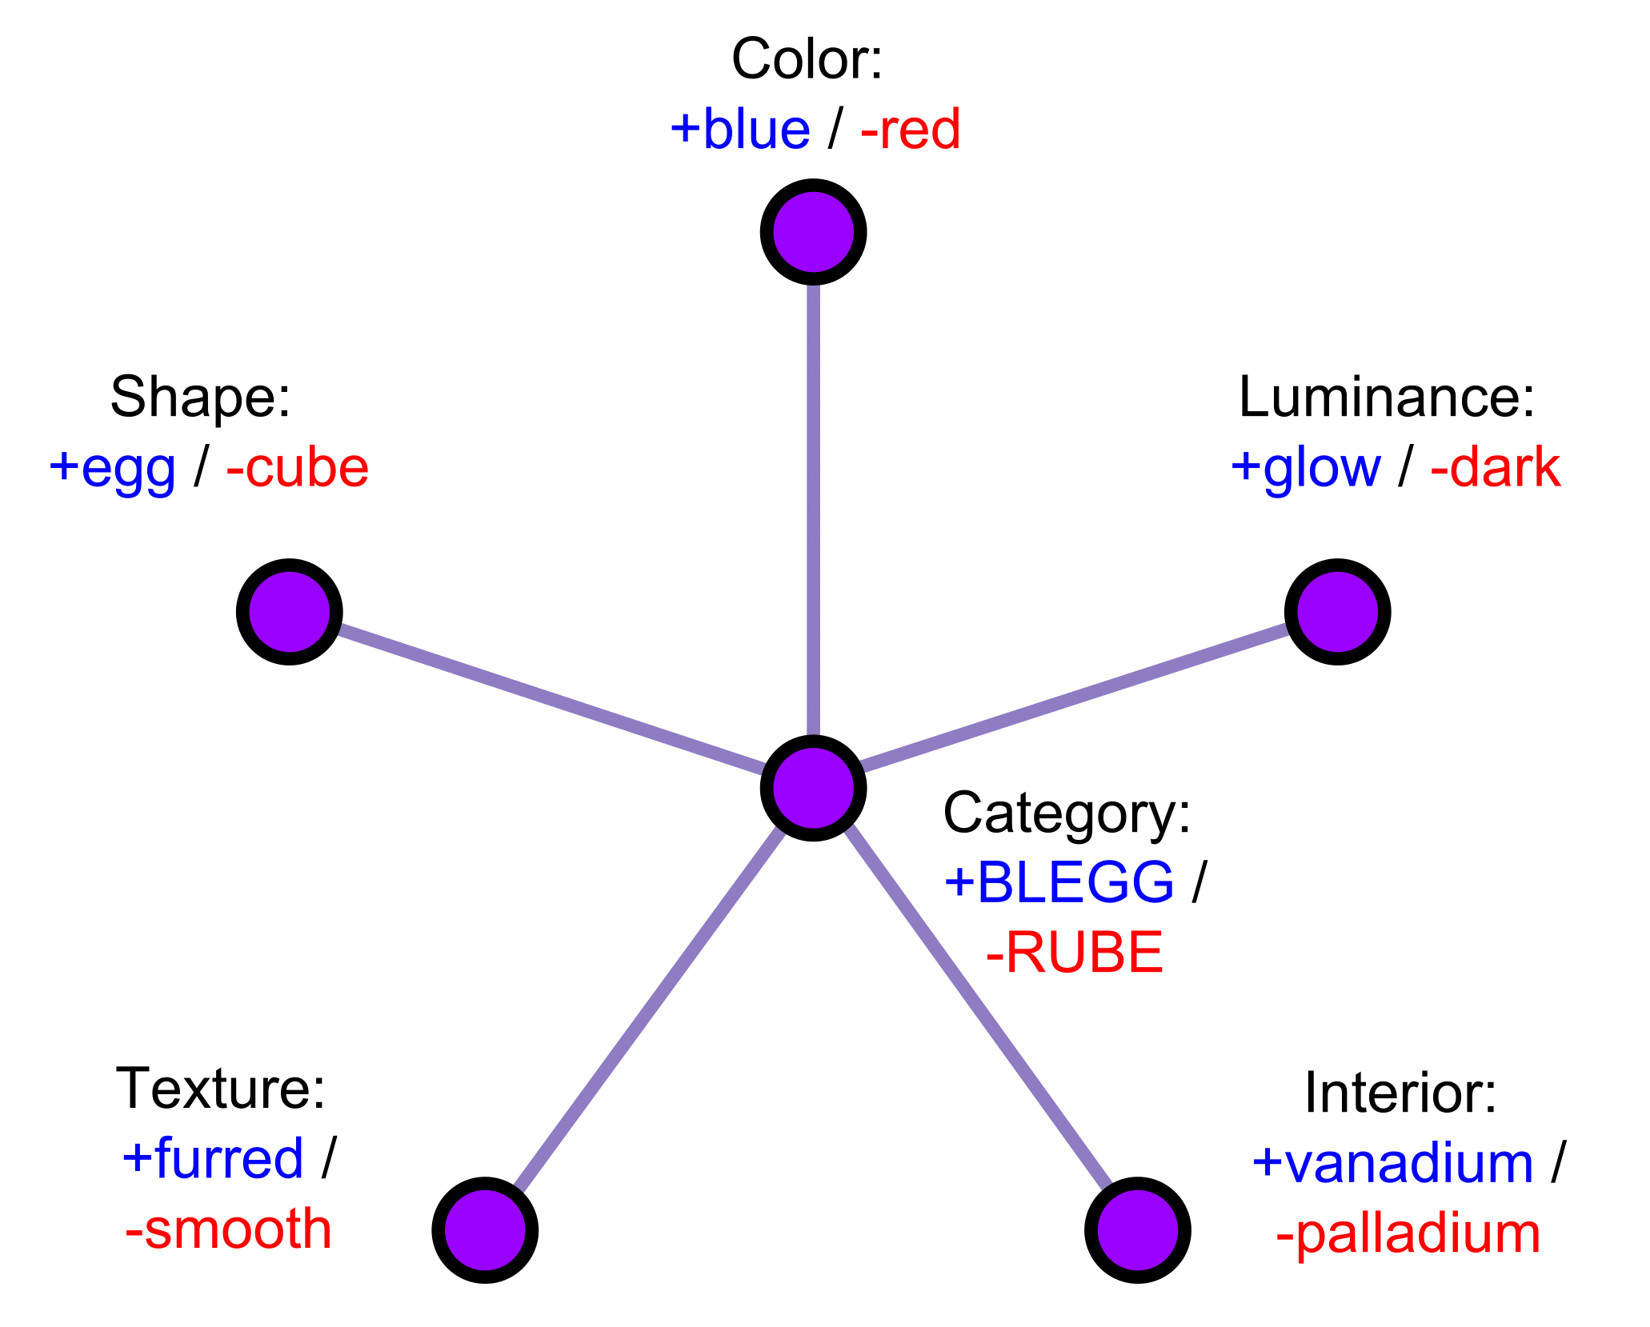 Color:
+blue / -red
Shape:
+egg / -cube
Luminance:
+glow / -dark
Category:
+BLEGG /
-RUBE
Texture:
+furred /
-smooth
Interior:
+vanadium /
-palladium